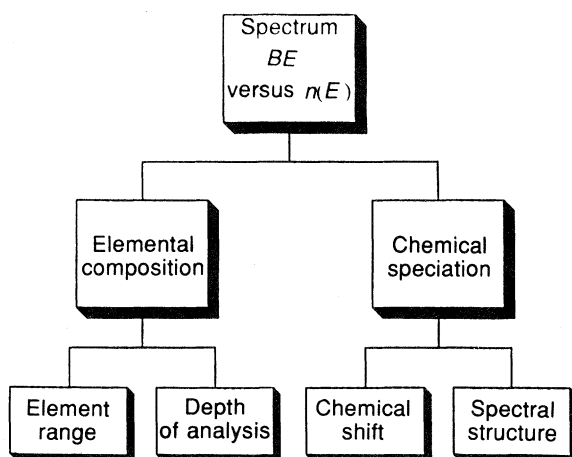 Spectrum
BE
versus n(E)
Elemental
composition
Chemical
speciation
Element
range
Depth
of analysis
Chemical
shift
Spectral
structure